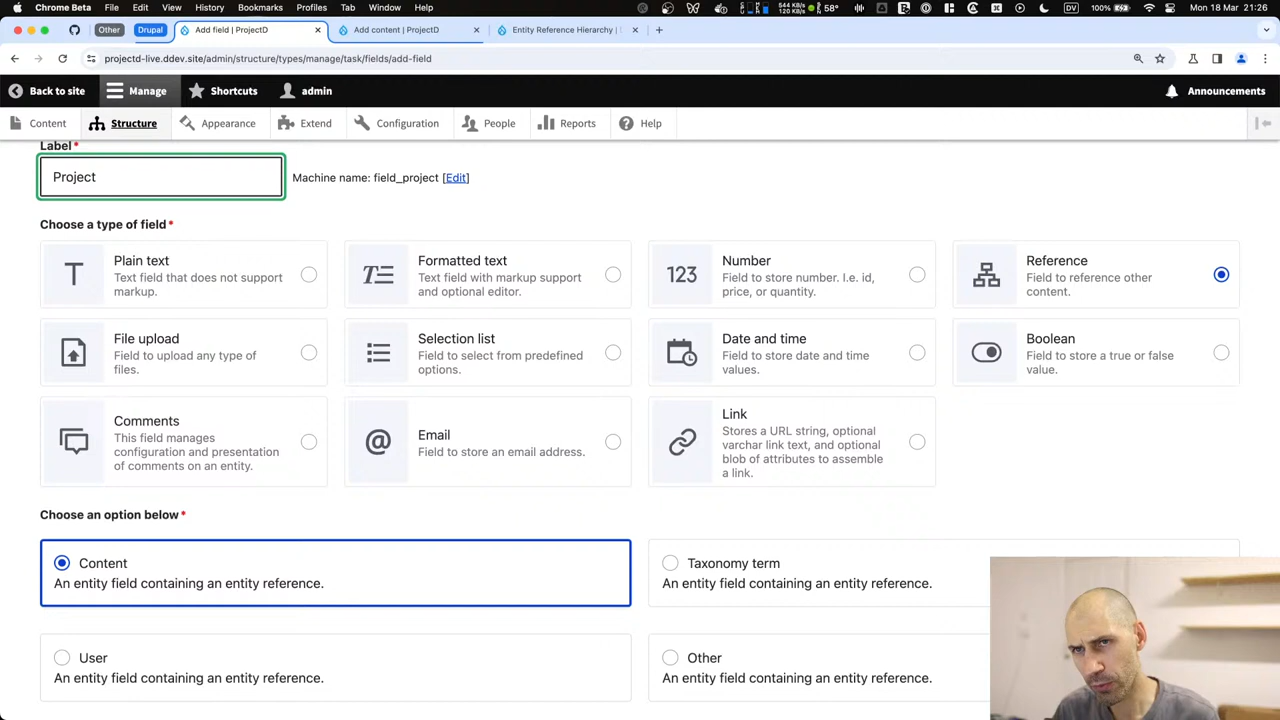 Chrome Beta File Edit View History Bookmarks Profiles Tab Window Help
544 KB/s
120 KB/s
58°
DV
100%
Mon 18 Mar 21:26
Other
Drupal
Add field | ProjectD
Add content | ProjectD
Entity Reference Hierarchy |
projectd-live.ddev.site/admin/structure/types/manage/task/fields/add-field
Back to site
Manage
Shortcuts
admin
Announcements
Content
Structure
Appearance
Extend
Configuration
People
Reports
Help
Label*
Project
Machine name: field_project [Edit]
Choose a type of field*
T
Plain text
Text field that does not support
markup.
Formatted text
Text field with markup support
and optional editor.
123
Number
Field to store number. I.e. id,
price, or quantity.
Reference
Field to reference other
content.
File upload
Field to upload any type of
files.
Selection list
Field to select from predefined
options.
Date and time
Field to store date and time
values.
Boolean
Field to store a true or false
value.
Comments
This field manages
configuration and presentation
of comments on an entity.
@
Email
Field to store an email address.
Link
Stores a URL string, optional
varchar link text, and optional
blob of attributes to assemble
a link.
Choose an option below*
Content
An entity field containing an entity reference.
Taxonomy term
An entity field containing an entity reference.
User
An entity field containing an entity reference.
Other
An entity field containing an entity reference.